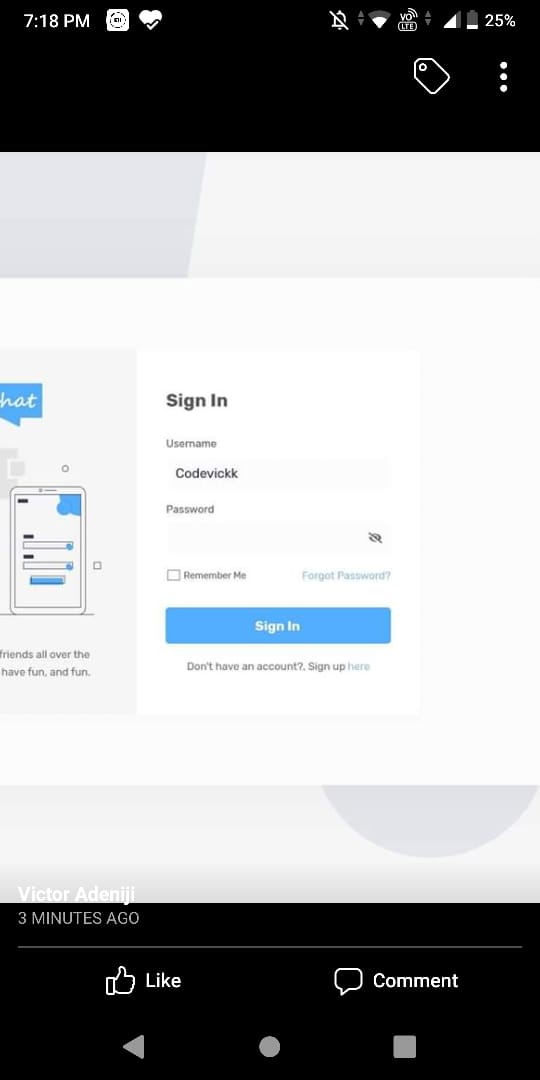 7:18 PM
VO
LTE
25%
hat
Sign In
Username
Codevickk
Password
Remember Me
Forgot Password?
Sign In
Don't have an account?, Sign up here
friends all over the
have fun, and fun.
Victor Adeniji
3 MINUTES AGO
Like
Comment